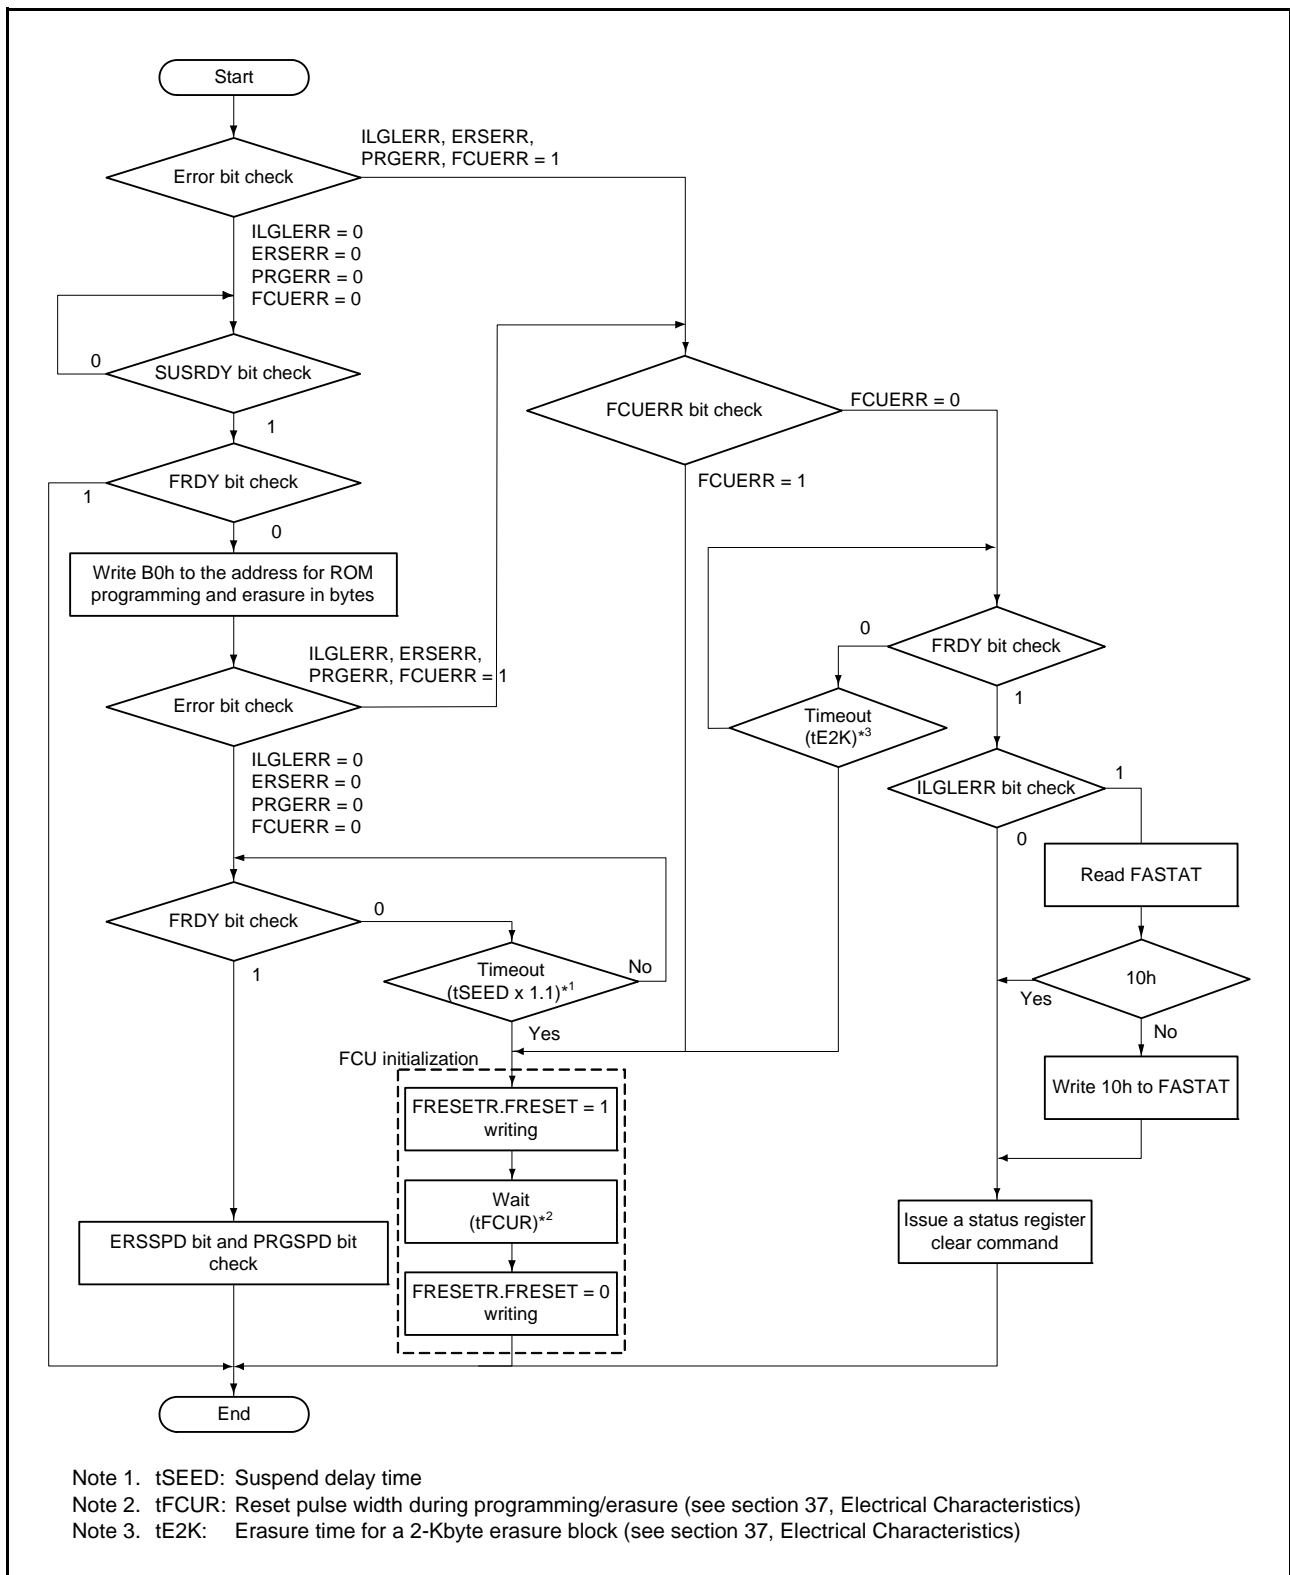 Start
ILGLERR, ERSERR,
PRGERR, FCUERR = 1
Error bit check
ILGLERR = 0
ERSERR = 0
PRGERR = 0
FCUERR = 0
0
SUSRDY bit check
1
FRDY bit check
1
0
Write B0h to the address for ROM
programming and erasure in bytes
ILGLERR, ERSERR,
PRGERR, FCUERR = 1
Error bit check
ILGLERR = 0
ERSERR = 0
PRGERR = 0
FCUERR = 0
FRDY bit check
0
1
Timeout
(tSEED x 1.1)*1
No
Yes
FCU initialization
FRESETR.FRESET = 1
writing
Wait
(tFCUR)*2
FRESETR.FRESET = 0
writing
ERSSPD bit and PRGSPD bit
check
End
FCUERR bit check
FCUERR = 0
FCUERR = 1
0
FRDY bit check
1
Timeout
(tE2K)*3
ILGLERR bit check
1
0
Read FASTAT
10h
Yes
No
Write 10h to FASTAT
Issue a status register
clear command
Note 1. tSEED: Suspend delay time
Note 2. tFCUR: Reset pulse width during programming/erasure (see section 37, Electrical Characteristics)
Note 3. tE2K: Erasure time for a 2-Kbyte erasure block (see section 37, Electrical Characteristics)